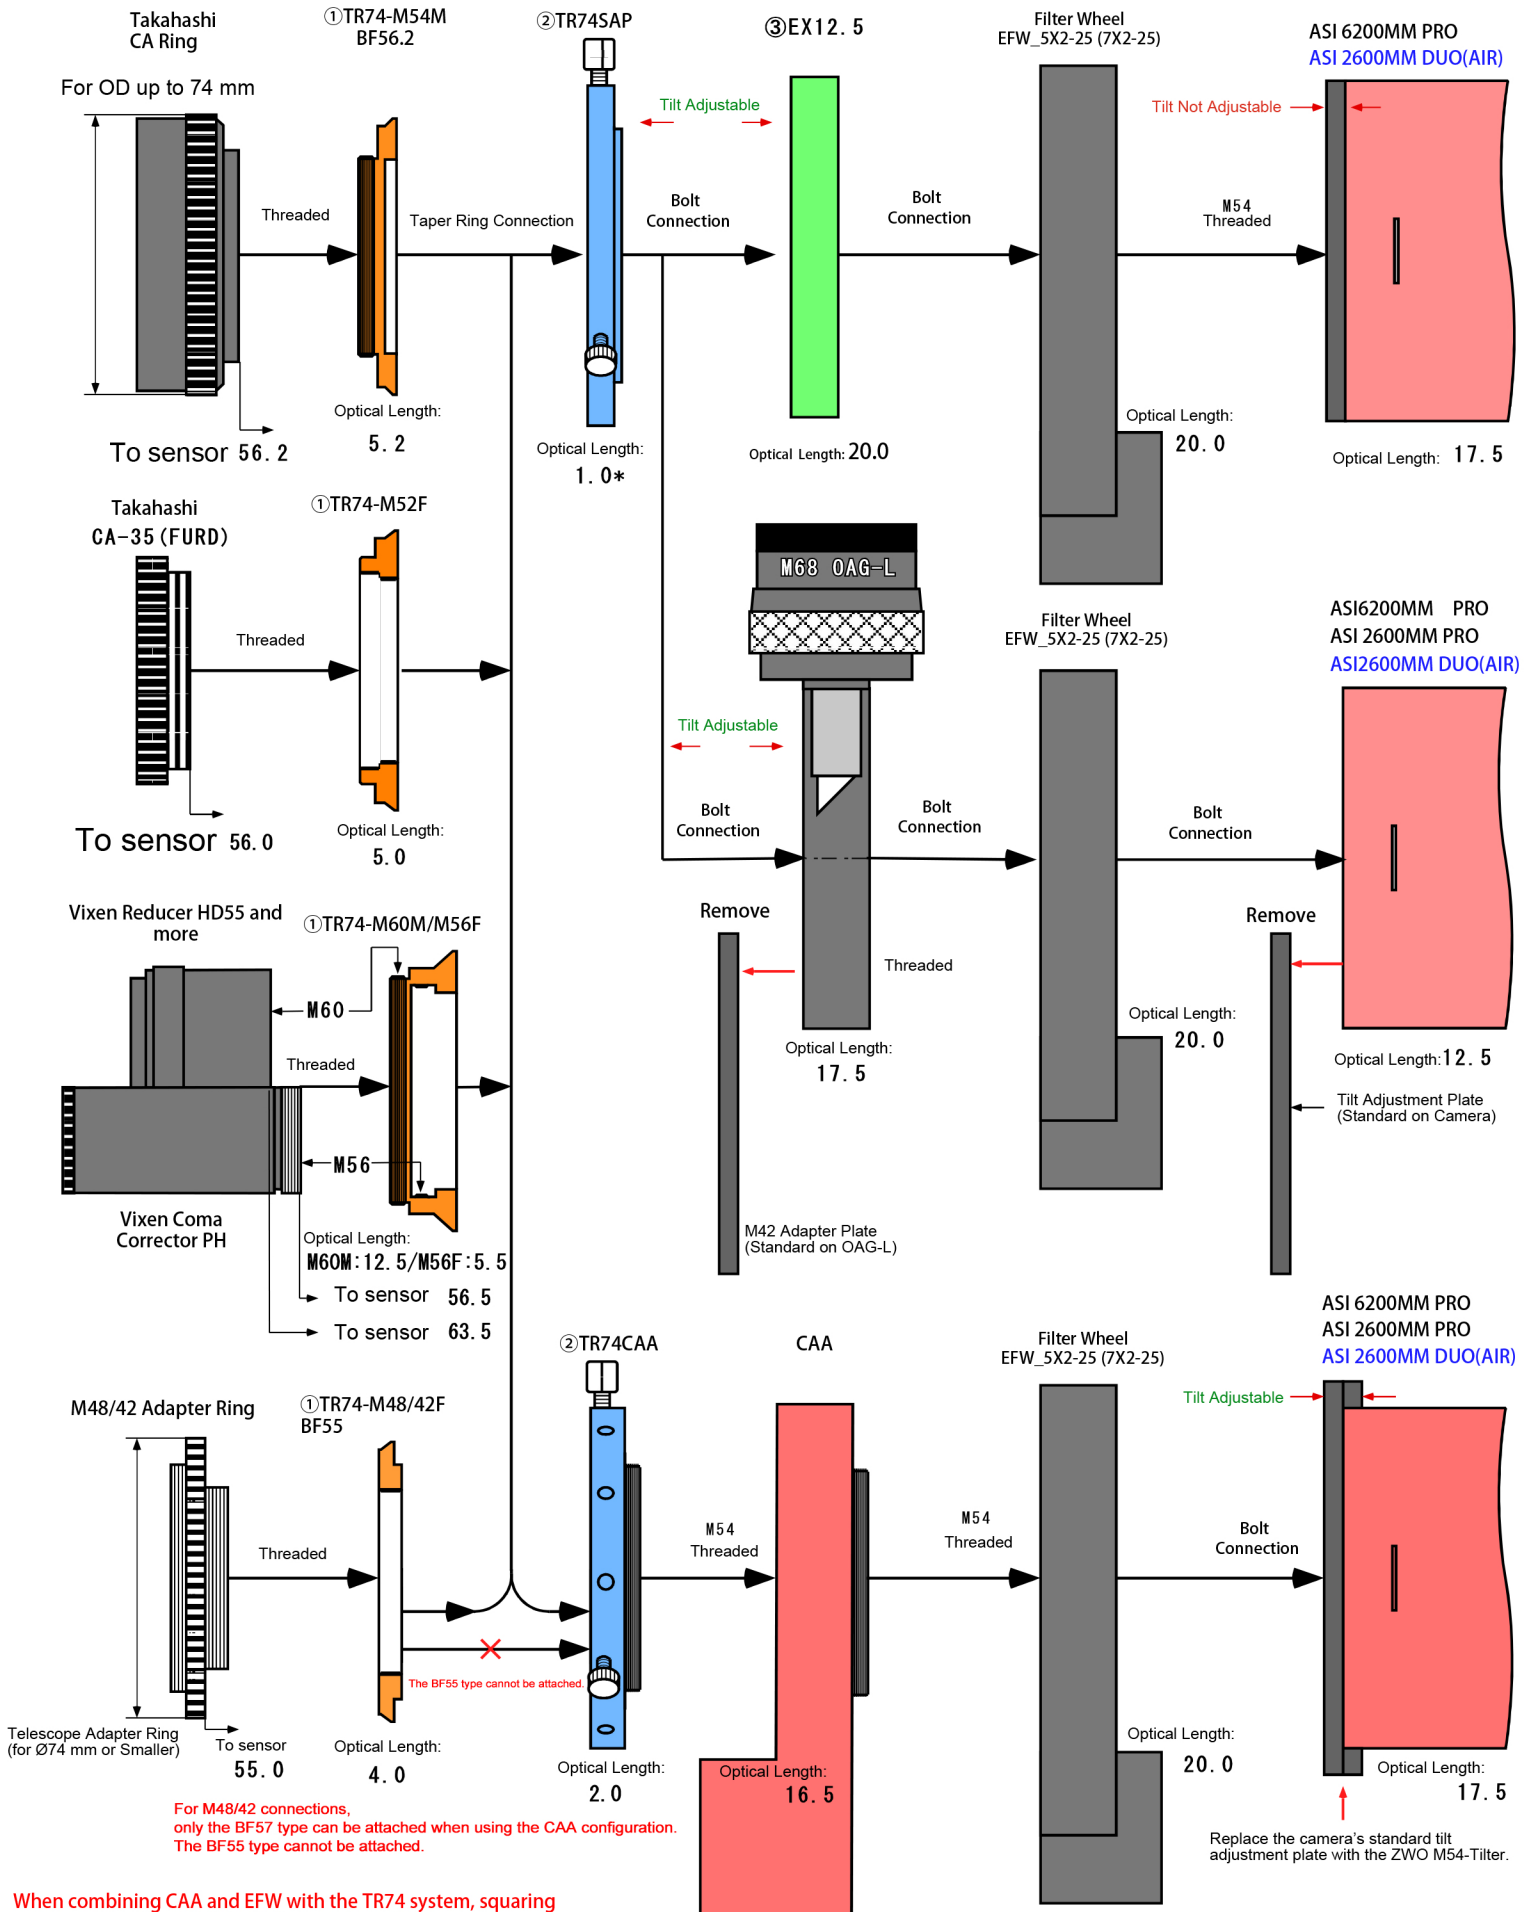 Takahashi
CA Ring
①TR74-M54M
BF56.2
②TR74SAP
③EX12.5
Filter Wheel
EFW_5X2-25 (7X2-25)
ASI 6200MM PRO
ASI 2600MM DUO(AIR)
For OD up to 74 mm
Tilt Adjustable
Tilt Not Adjustable
Threaded
Taper Ring Connection
Bolt
Connection
Bolt
Connection
M54
Threaded
To sensor 56.2
Optical Length:
5.2
Optical Length:
1.0*
Optical Length: 20.0
Optical Length:
20.0
Optical Length: 17.5
Takahashi
CA-35(FURD)
①TR74-M52F
Threaded
To sensor 56.0
Optical Length:
5.0
M68 OAG-L
Filter Wheel
EFW_5X2-25 (7X2-25)
ASI6200MM PRO
ASI 2600MM PRO
ASI2600MM DUO(AIR)
Tilt Adjustable
Bolt
Connection
Bolt
Connection
Bolt
Connection
Remove
Threaded
Remove
Optical Length:
17.5
Optical Length:
20.0
Optical Length:12.5
Tilt Adjustment Plate
(Standard on Camera)
M42 Adapter Plate
(Standard on OAG-L)
Vixen Reducer HD55 and
more
①TR74-M60M/M56F
M60
Threaded
M56
Vixen Coma
Corrector PH
Optical Length:
M60M:12.5/M56F:5.5
To sensor 56.5
To sensor 63.5
M48/42 Adapter Ring
①TR74-M48/42F
BF55
②TR74CAA
CAA
Filter Wheel
EFW_5X2-25 (7X2-25)
ASI 6200MM PRO
ASI 2600MM PRO
ASI 2600MM DUO(AIR)
Tilt Adjustable
Threaded
M54
Threaded
M54
Threaded
Bolt
Connection
The BF55 type cannot be attached.
Telescope Adapter Ring
(for Ø74 mm or Smaller)
To sensor
55.0
Optical Length:
4.0
Optical Length:
2.0
Optical Length:
16.5
Optical Length:
20.0
Optical Length:
17.5
For M48/42 connections,
only the BF57 type can be attached when using the CAA configuration.
The BF55 type cannot be attached.
Replace the camera's standard tilt
adjustment plate with the ZWO M54-Tilter.
When combining CAA and EFW with the TR74 system, squaring